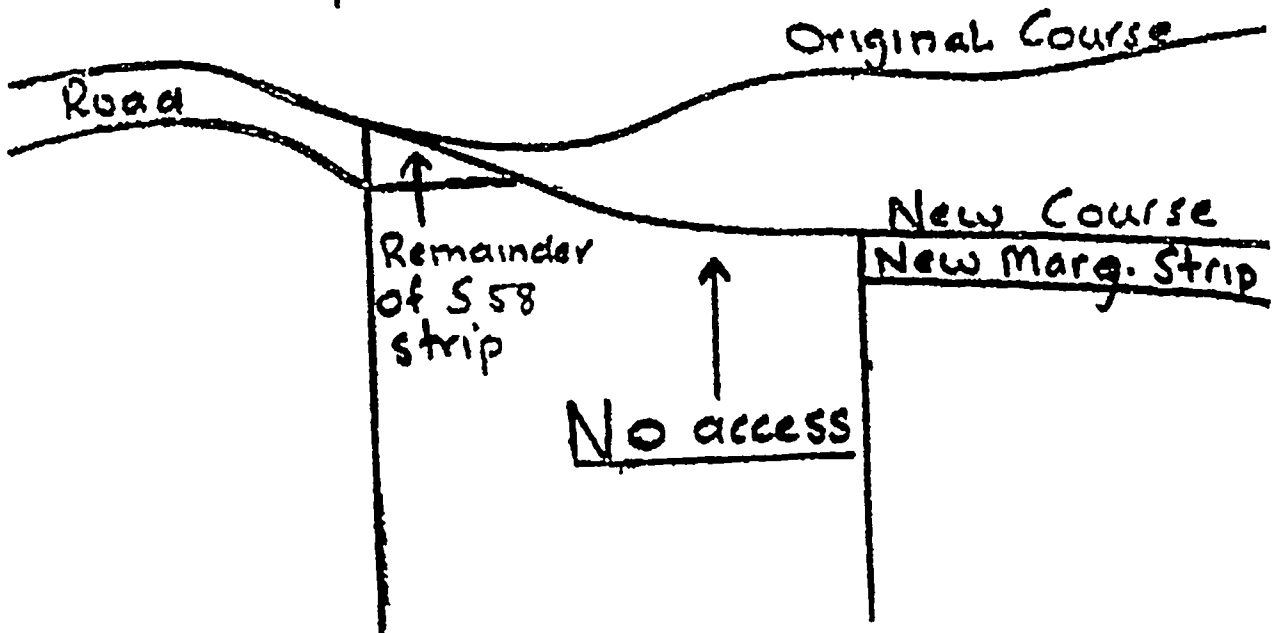 Original Course
Road
New Course
New Marg. Strip
Remainder
of S 58
strip
No access